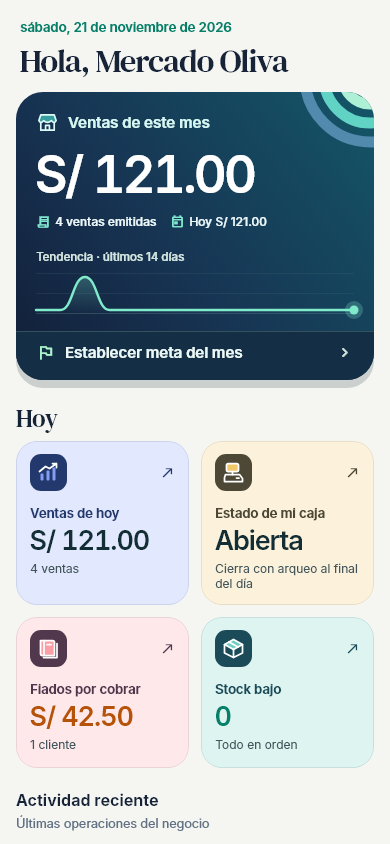 sábado, 21 de noviembre de 2026
Hola, Mercado Oliva
Ventas de este mes
S/ 121.00
4 ventas emitidas
Hoy S/ 121.00
Tendencia · últimos 14 días
Establecer meta del mes
Hoy
Ventas de hoy
S/ 121.00
4 ventas
Estado de mi caja
Abierta
Cierra con arqueo al final
del día
Fiados por cobrar
S/ 42.50
1 cliente
Stock bajo
0
Todo en orden
Actividad reciente
Últimas operaciones del negocio